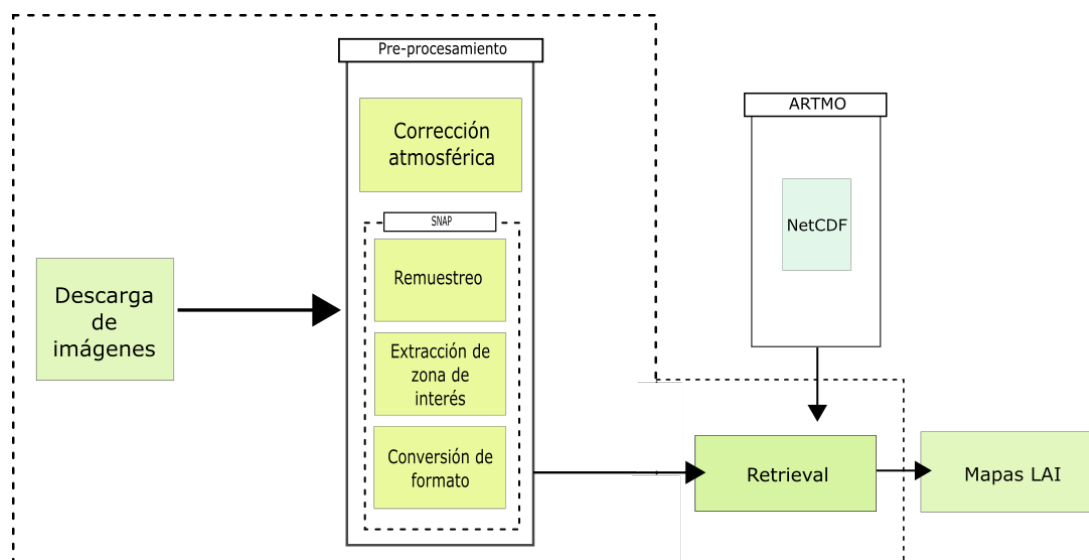 Pre-procesamiento
Corrección
atmosférica
SNAP
Remuestreo
Extracción de
zona de
interés
Conversión de
formato
Descarga
de
imágenes
ARTMO
NetCDF
Retrieval
Mapas LAI